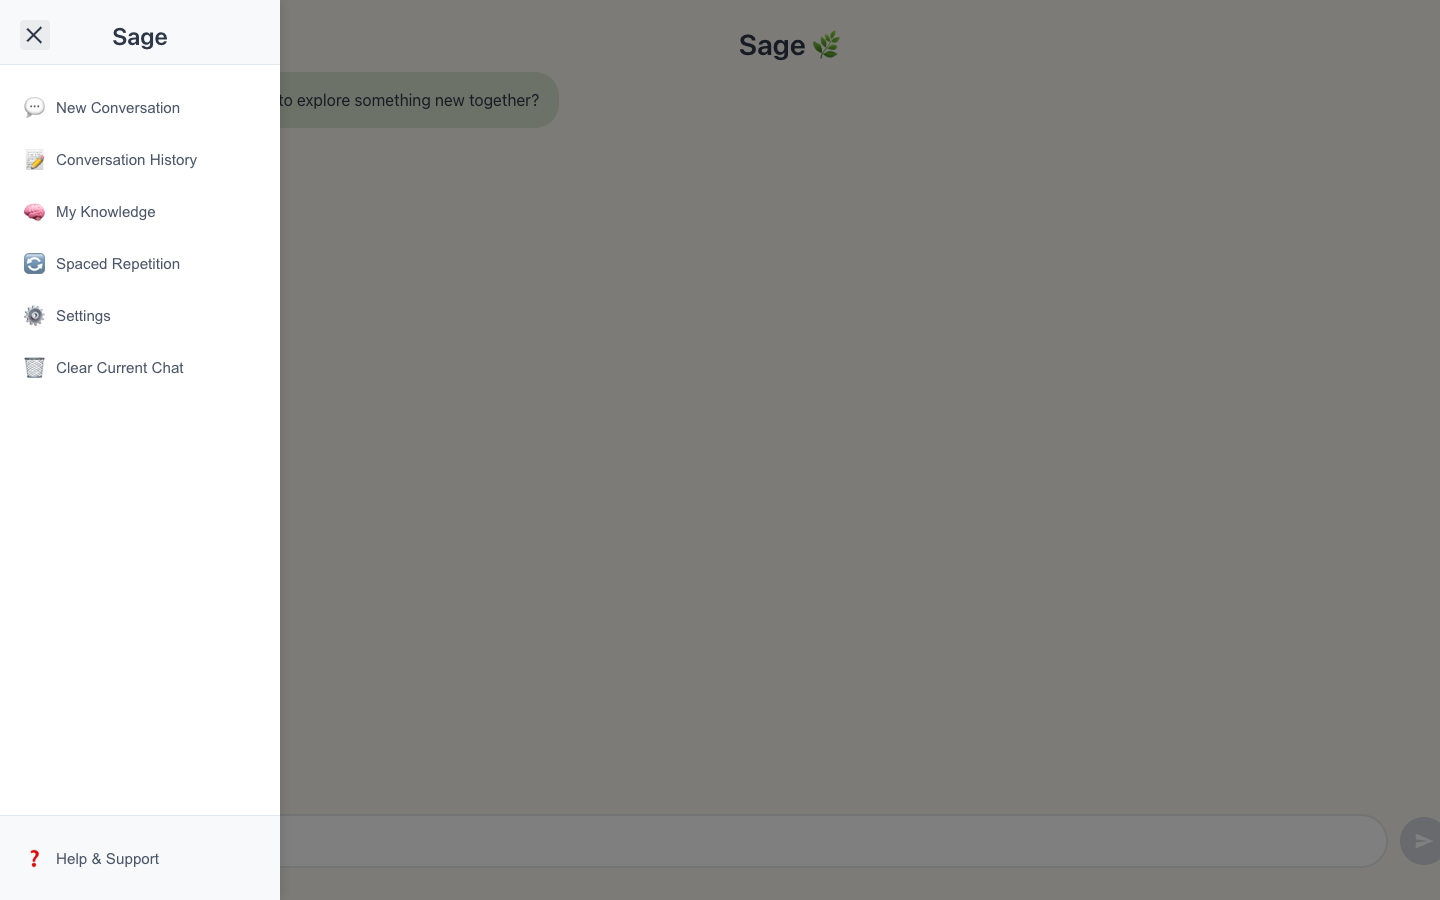 Sage
New Conversation
Conversation History
My Knowledge
Spaced Repetition
Settings
Clear Current Chat
Help & Support
Sage
to explore something new together?